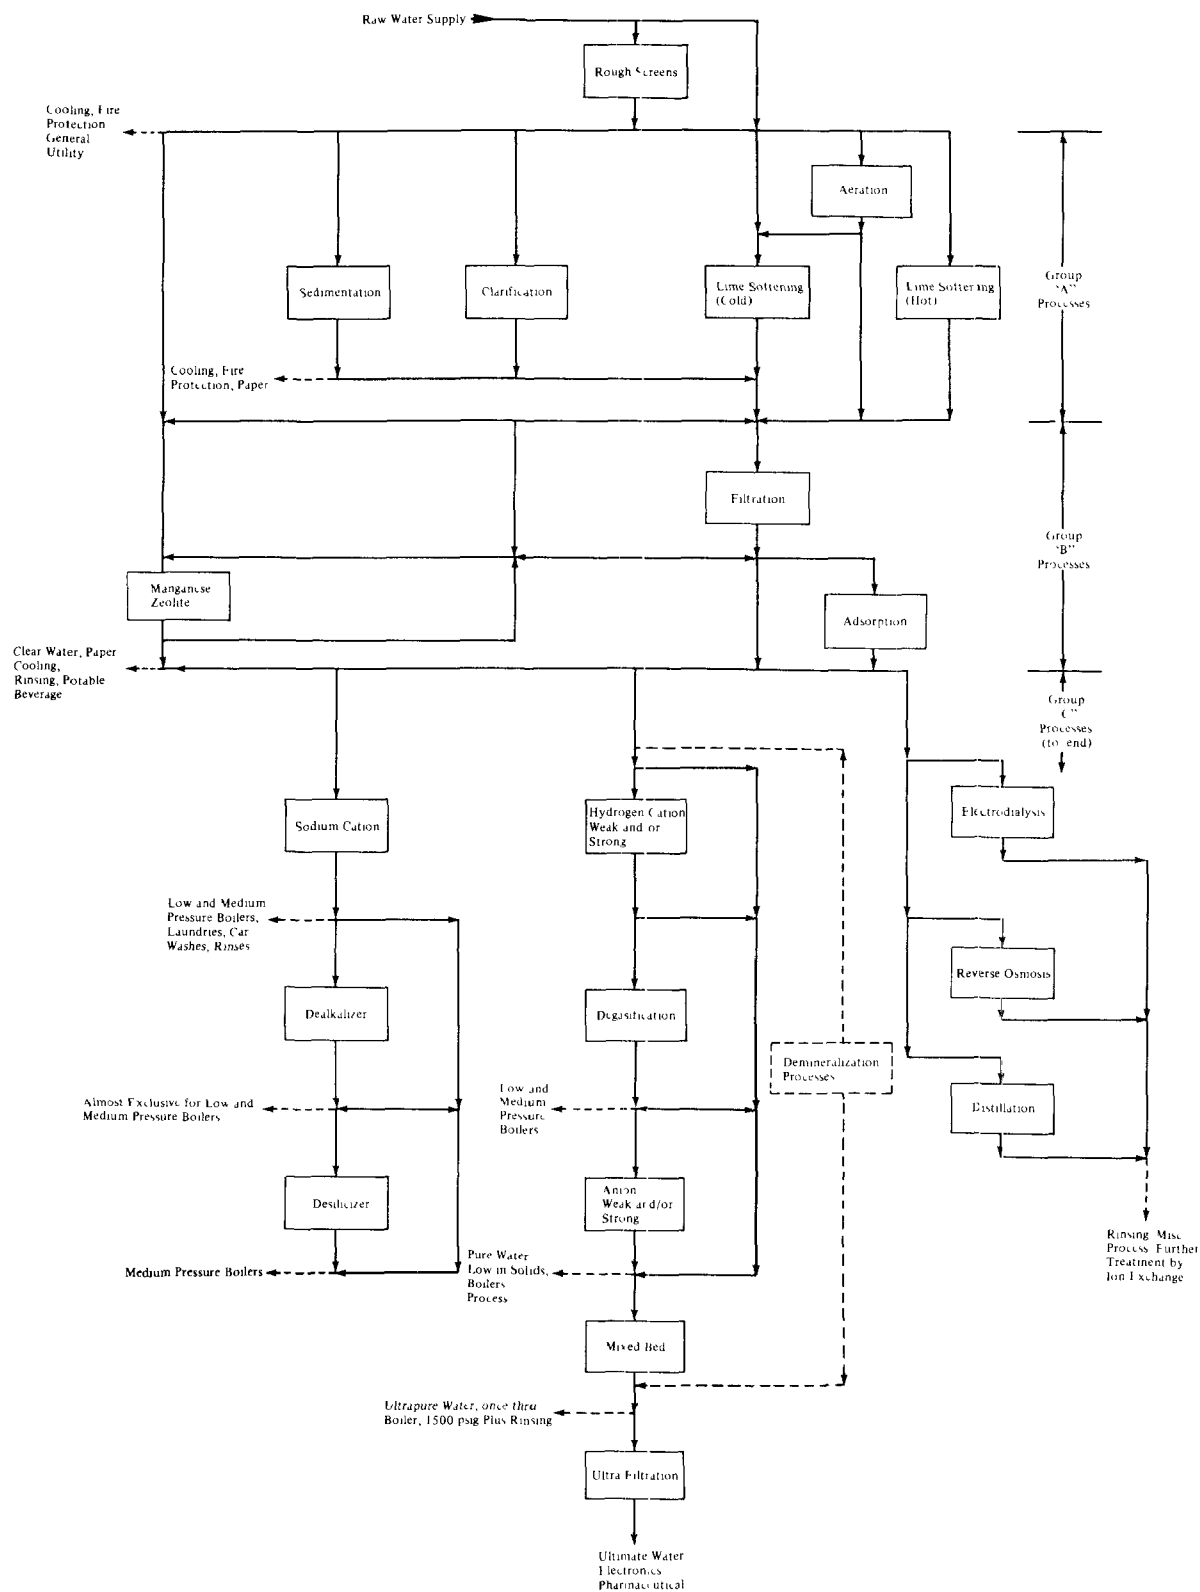 Raw Water Supply
Rough Screens
Cooling, Fire
Protection
General
Utility
Aeration
Sedimentation
Clarification
Lime Softening
(Cold)
Lime Softening
(Hot)
Group
"A"
Processes
Cooling, Fire
Protection, Paper
Filtration
Group
"B"
Processes
Manganese
Zeolite
Adsorption
Clear Water, Paper
Cooling,
Rinsing, Potable
Beverage
Group
C"
Processes
(to end)
Sodium Cation
Hydrogen Cation
Weak and or
Strong
Electrodialysis
Low and Medium
Pressure Boilers,
Laundries, Car
Washes, Rinses
Reverse Osmosis
Dealkalizer
Degasification
Demineralization
Processes
Almost Exclusive for Low and
Medium Pressure Boilers
Low and
Medium
Pressure
Boilers
Distillation
Desilicizer
Anion
Weak and/or
Strong
Medium Pressure Boilers
Pure Water
Low in Solids,
Boilers
Process
Rinsing Misc
Process Further
Treatment by
Ion Exchange
Mixed Bed
Ultrapure Water, once thru
Boiler, 1500 psig Plus Rinsing
Ultra Filtration
Ultimate Water
Electronics
Pharmaceutical